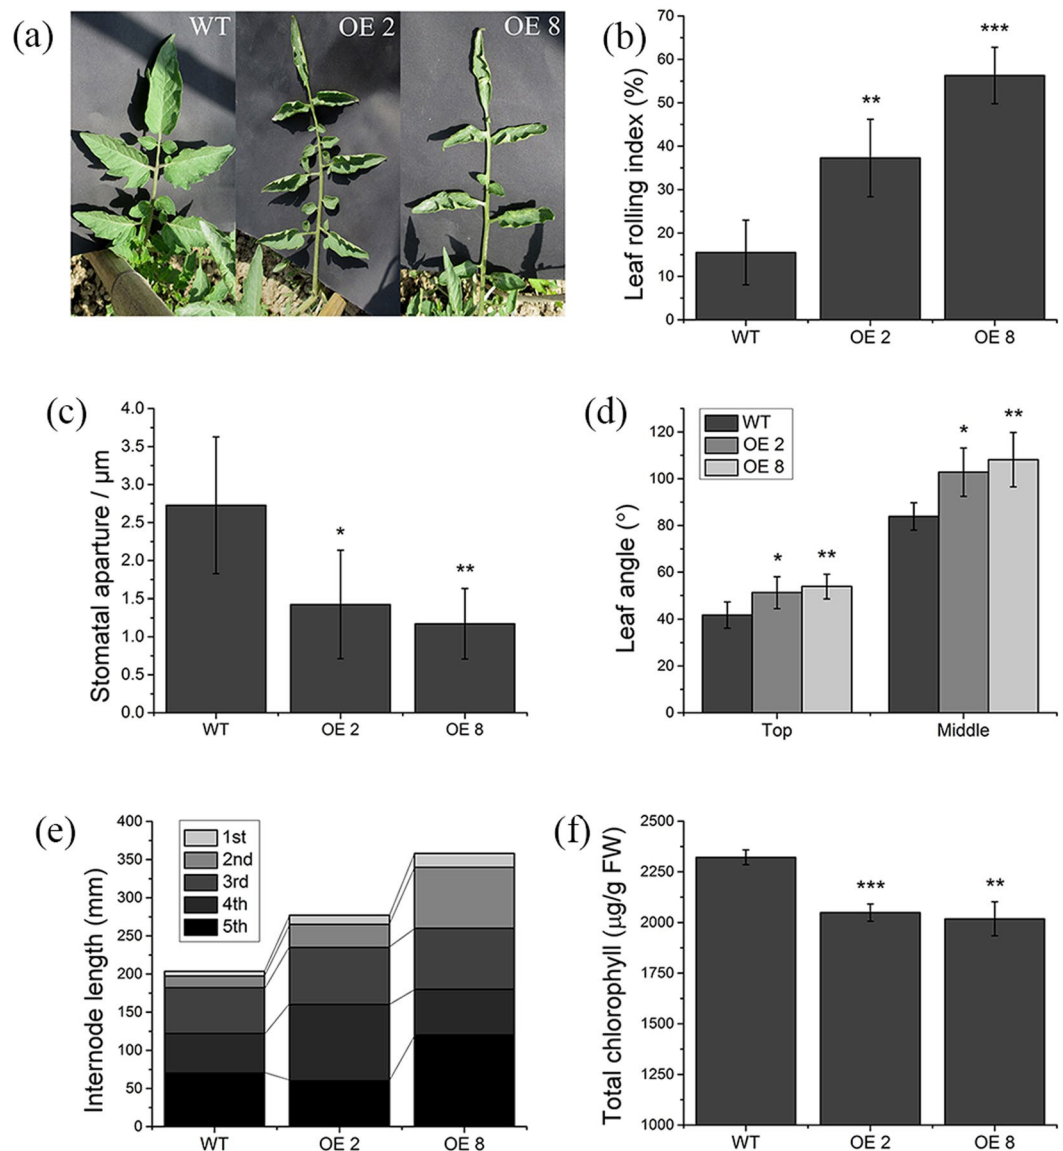 (a)
WT
OE 2
OE 8
(b)
Leaf rolling index (%)
70
60
50
40
30
20
10
0
**
***
WT
OE 2
OE 8
(c)
Stomatal aparture / µm
4.0
3.5
3.0
2.5
2.0
1.5
1.0
0.5
0.0
*
**
WT
OE 2
OE 8
(d)
Leaf angle (°)
120
100
80
60
40
20
0
WT
OE 2
OE 8
*
**
*
**
Top
Middle
(e)
Internode length (mm)
400
350
300
250
200
150
100
50
0
1st
2nd
3rd
4th
5th
WT
OE 2
OE 8
(f)
Total chlorophyll (µg/g FW)
2500
2250
2000
1750
1500
1250
1000
***
**
WT
OE 2
OE 8